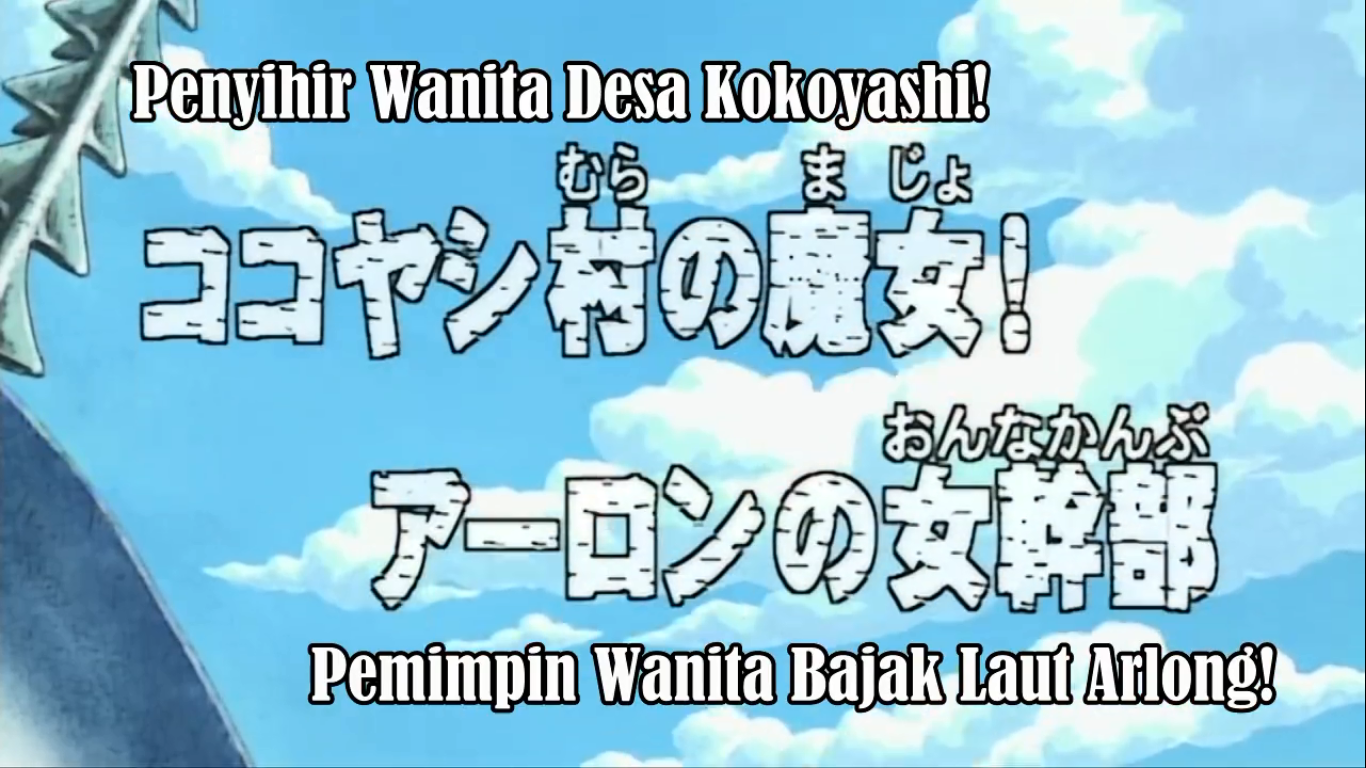 Penyihir Wanita Desa Kokoyashi!
むら ま じょ
ココヤシ村の魔女!
おんなかんぶ
アーロンの女幹部
Pemimpin Wanita Bajak Laut Arlong!